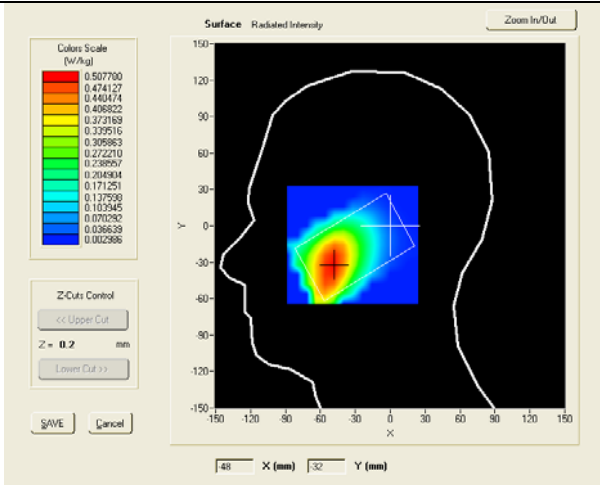 Surface Radiated Intensity
Zoom In/Out
Colors Scale
(W/kg)
0.507780
0.474127
0.440474
0.406822
0.373169
0.339516
0.305863
0.272210
0.238557
0.204904
0.171251
0.137598
0.103945
0.070292
0.036639
0.002986
Z-Cuts Control
<< Upper Cut
Z = 0.2 mm
Lower Cut >>
SAVE Cancel
150
120
90
60
30
0
-30
-60
-90
-120
-150
Y
-150 -120 -90 -60 -30 0 30 60 90 120 150
X
-48 X (mm) -32 Y (mm)